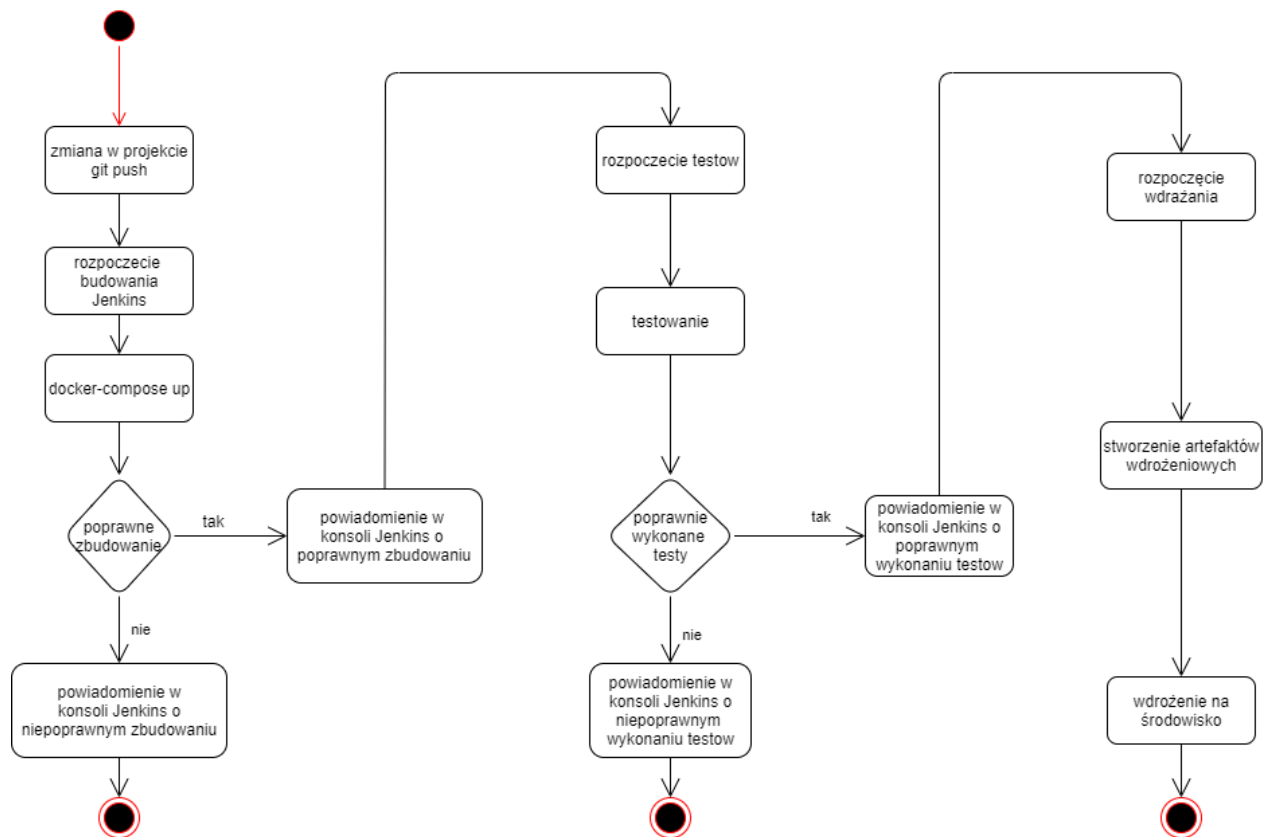 zmiana w projekcie
git push
rozpoczecie
budowania
Jenkins
docker-compose up
poprawne
zbudowanie
tak
powiadomienie w
konsoli Jenkins o
poprawnym zbudowaniu
nie
powiadomienie w
konsoli Jenkins o
niepoprawnym zbudowaniu
rozpoczecie testow
testowanie
poprawnie
wykonane
testy
tak
powiadomienie w
konsoli Jenkins o
poprawnym
wykonaniu testow
nie
powiadomienie w
konsoli Jenkins o
niepoprawnym
wykonaniu testow
rozpoczęcie
wdrażania
stworzenie artefaktów
wdrożeniowych
wdrożenie na
środowisko